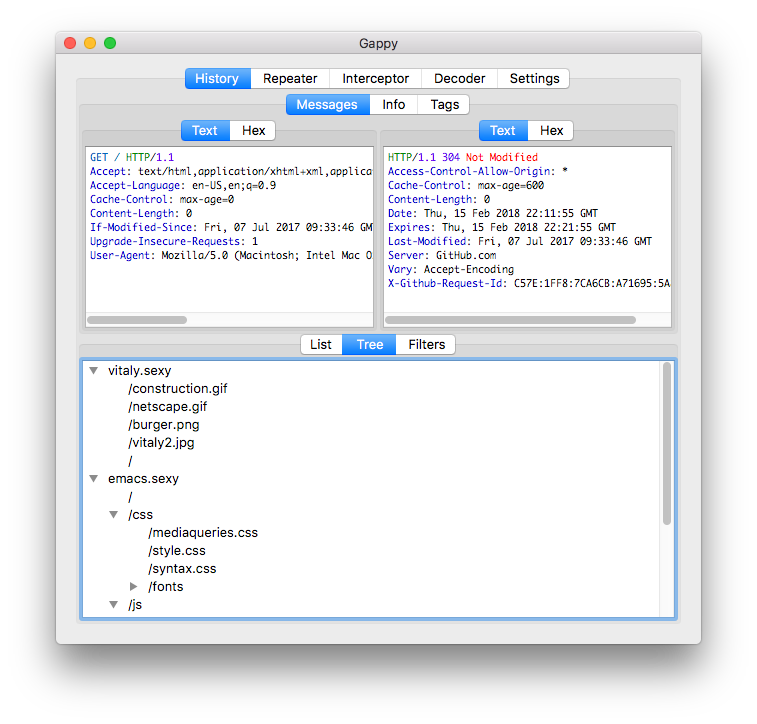 Gappy
History Repeater Interceptor Decoder Settings
Messages Info Tags
Text Hex
GET / HTTP/1.1
Accept: text/html,application/xhtml+xml,applica
Accept-Language: en-US,en;q=0.9
Cache-Control: max-age=0
Content-Length: 0
If-Modified-Since: Fri, 07 Jul 2017 09:33:46 GM
Upgrade-Insecure-Requests: 1
User-Agent: Mozilla/5.0 (Macintosh; Intel Mac O
Text Hex
HTTP/1.1 304 Not Modified
Access-Control-Allow-Origin: *
Cache-Control: max-age=600
Content-Length: 0
Date: Thu, 15 Feb 2018 22:11:55 GMT
Expires: Thu, 15 Feb 2018 22:21:55 GMT
Last-Modified: Fri, 07 Jul 2017 09:33:46 GMT
Server: GitHub.com
Vary: Accept-Encoding
X-Github-Request-Id: C57E:1FF8:7CA6CB:A71695:5A
List Tree Filters
vitaly.sexy
/construction.gif
/netscape.gif
/burger.png
/vitaly2.jpg
/
emacs.sexy
/
/css
/mediaqueries.css
/style.css
/syntax.css
/fonts
/js